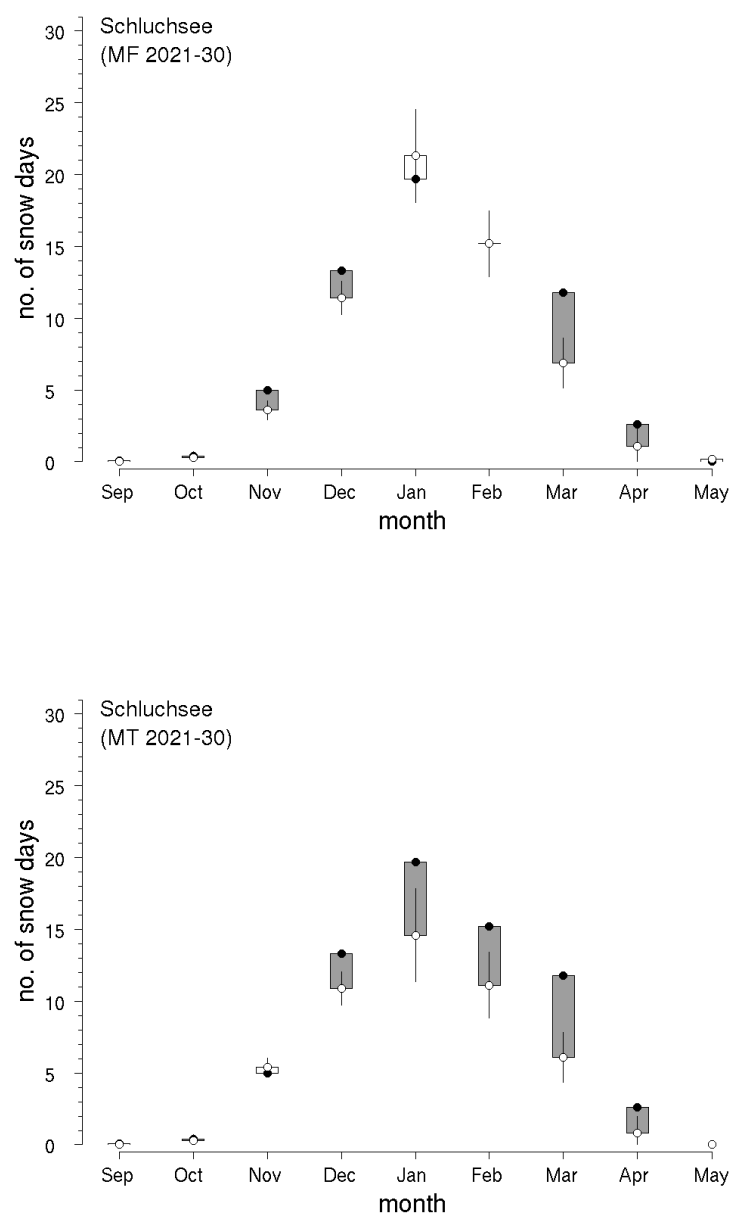 Schluchsee
(MF 2021-30)
30
25
20
15
10
5
0
no. of snow days
Sep Oct Nov Dec Jan Feb Mar Apr May
month
Schluchsee
(MT 2021-30)
30
25
20
15
10
5
0
no. of snow days
Sep Oct Nov Dec Jan Feb Mar Apr May
month